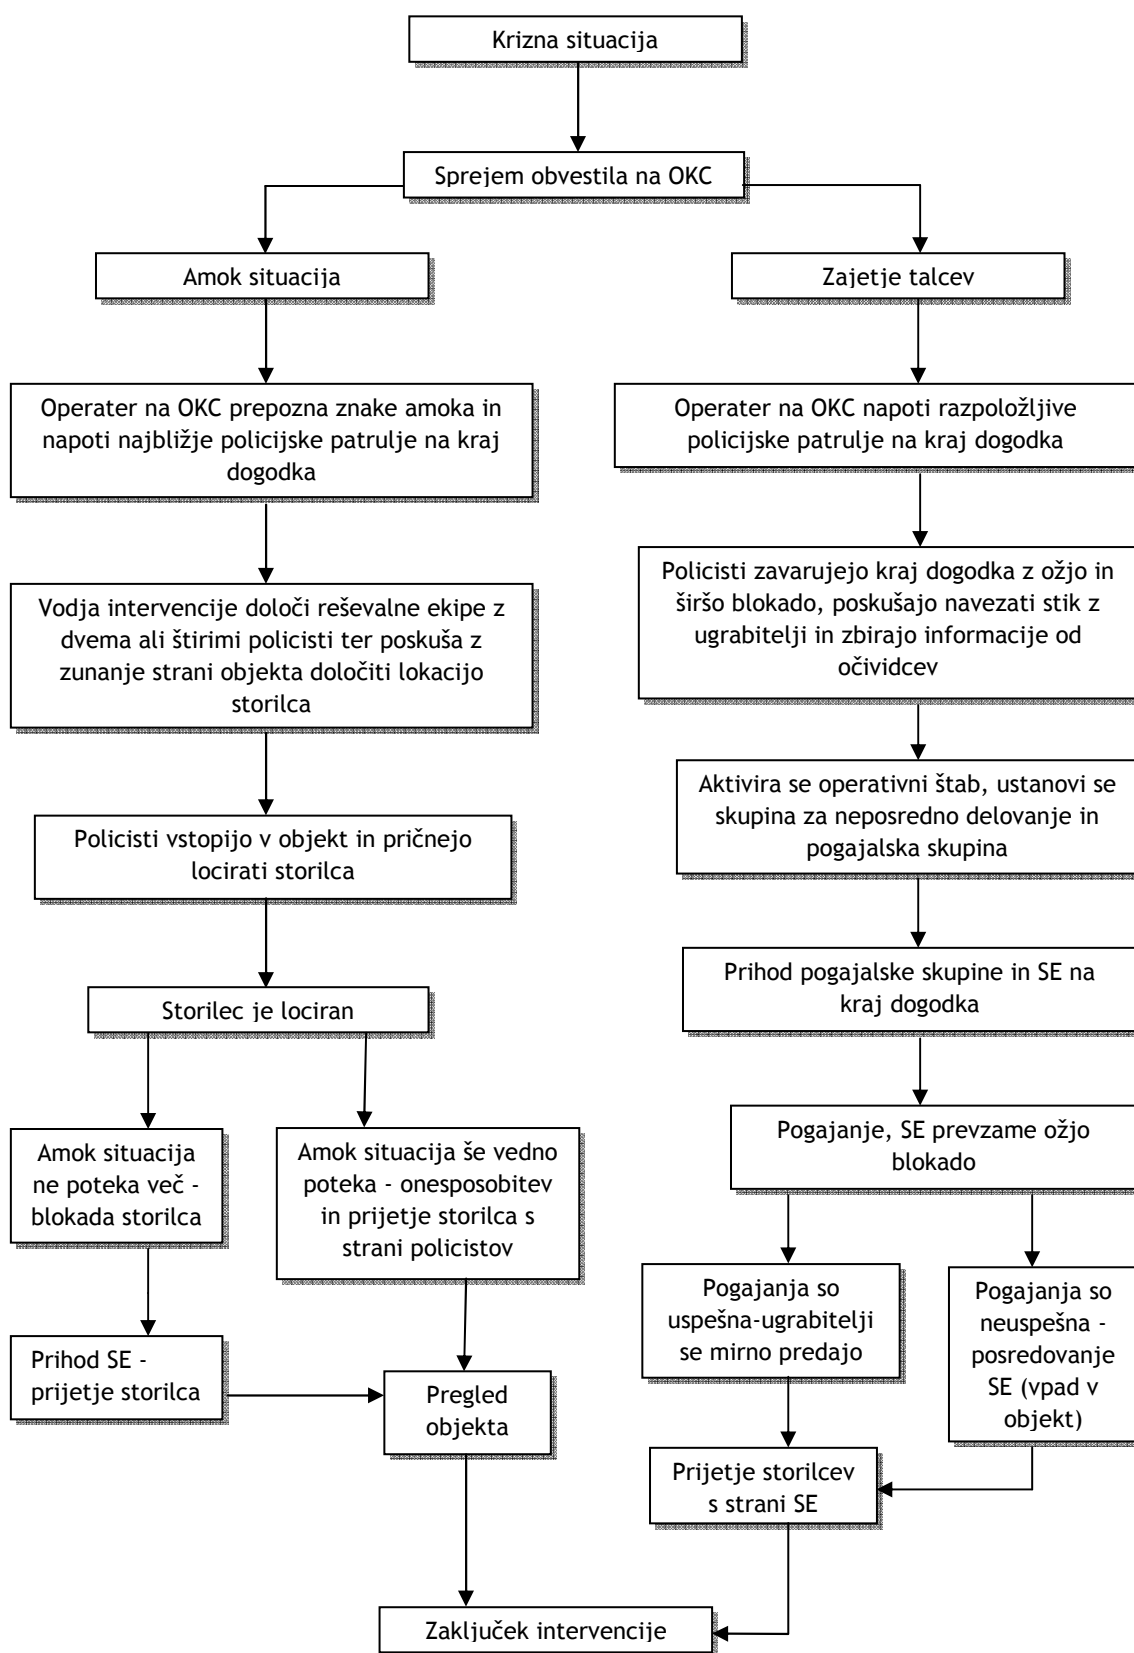 Krizna situacija
Sprejem obvestila na OKC
Amok situacija
Zajetje talcev
Operater na OKC prepozna znake amoka in
napoti najbližje policijske patrulje na kraj
dogodka
Operater na OKC napoti razpoložljive
policijske patrulje na kraj dogodka
Vodja intervencije določi reševalne ekipe z
dvema ali štirimi policisti ter poskuša z
zunanje strani objekta določiti lokacijo
storilca
Policisti zavarujejo kraj dogodka z ožjo in
širšo blokado, poskušajo navezati stik z
ugrabitelji in zbirajo informacije od
očividcev
Policisti vstopijo v objekt in pričnejo
locirati storilca
Aktivira se operativni štab, ustanovi se
skupina za neposredno delovanje in
pogajalska skupina
Storilec je lociran
Prihod pogajalske skupine in SE na
kraj dogodka
Amok situacija
ne poteka več -
blokada storilca
Amok situacija še vedno
poteka - onesposobitev
in prijetje storilca s
strani policistov
Pogajanje, SE prevzame ožjo
blokado
Pogajanja so
uspešna-ugrabitelji
se mirno predajo
Pogajanja so
neuspešna -
posredovanje
SE (vpad v
objekt)
Prihod SE -
prijetje storilca
Pregled
objekta
Prijetje storilcev
s strani SE
Zaključek intervencije